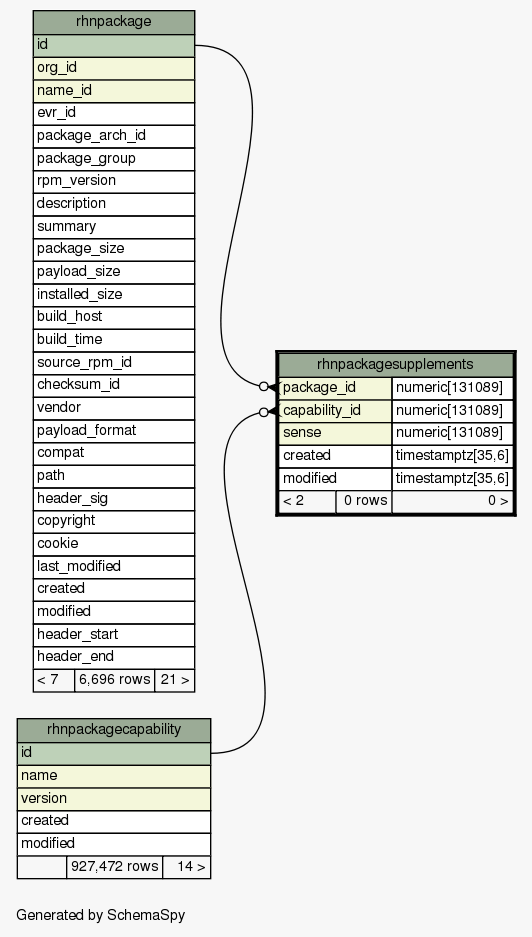 rhnpackage
id
org_id
name_id
evr_id
package_arch_id
package_group
rpm_version
description
summary
package_size
payload_size
installed_size
build_host
build_time
source_rpm_id
checksum_id
vendor
payload_format
compat
path
header_sig
copyright
cookie
last_modified
created
modified
header_start
header_end
< 7 6,696 rows 21 >
rhnpackagesupplements
package_id numeric[131089]
capability_id numeric[131089]
sense numeric[131089]
created timestamptz[35,6]
modified timestamptz[35,6]
< 2 0 rows 0 >
rhnpackagecapability
id
name
version
created
modified
927,472 rows 14 >
Generated by SchemaSpy